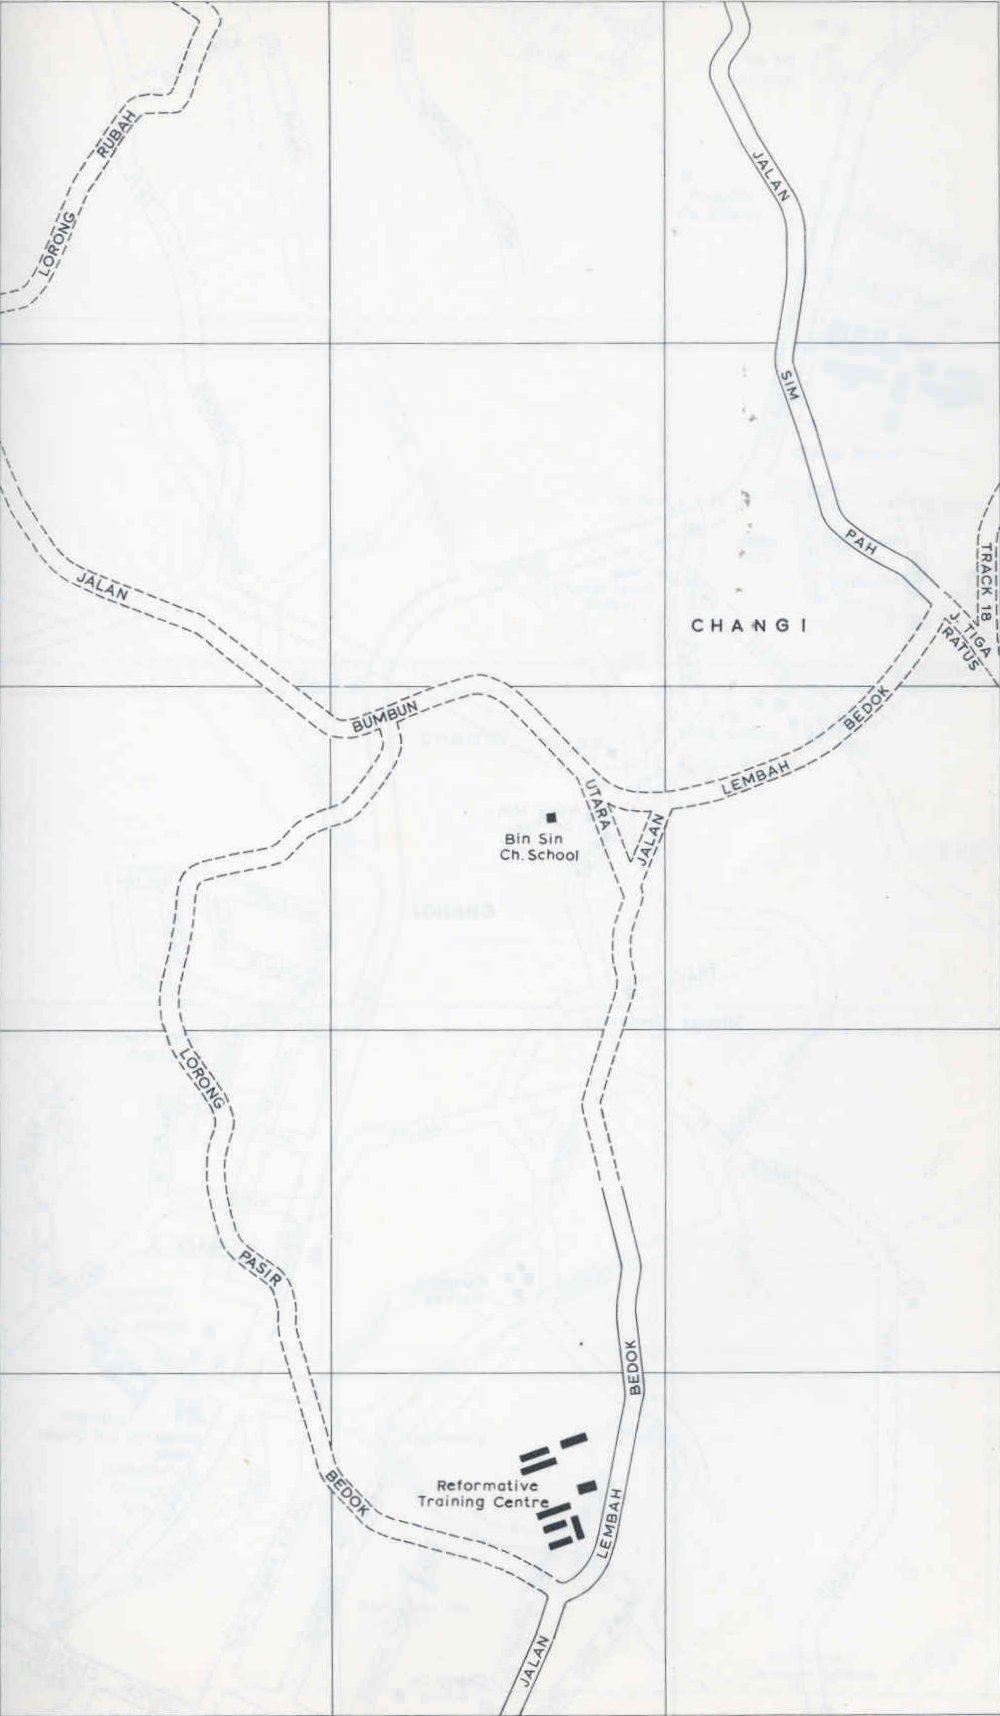 LORONG RUBAH
JALAN
SIM
PAH
TRACK 18
J. TIGA
RATUS
CHANGI
JALAN
BUMBUN
UTARA
JALAN
LEMBAH
BEDOK
Bin Sin
Ch. School
LORONG
PASIR
BEDOK
BEDOK
LEMBAH
JALAN
Reformative
Training Centre